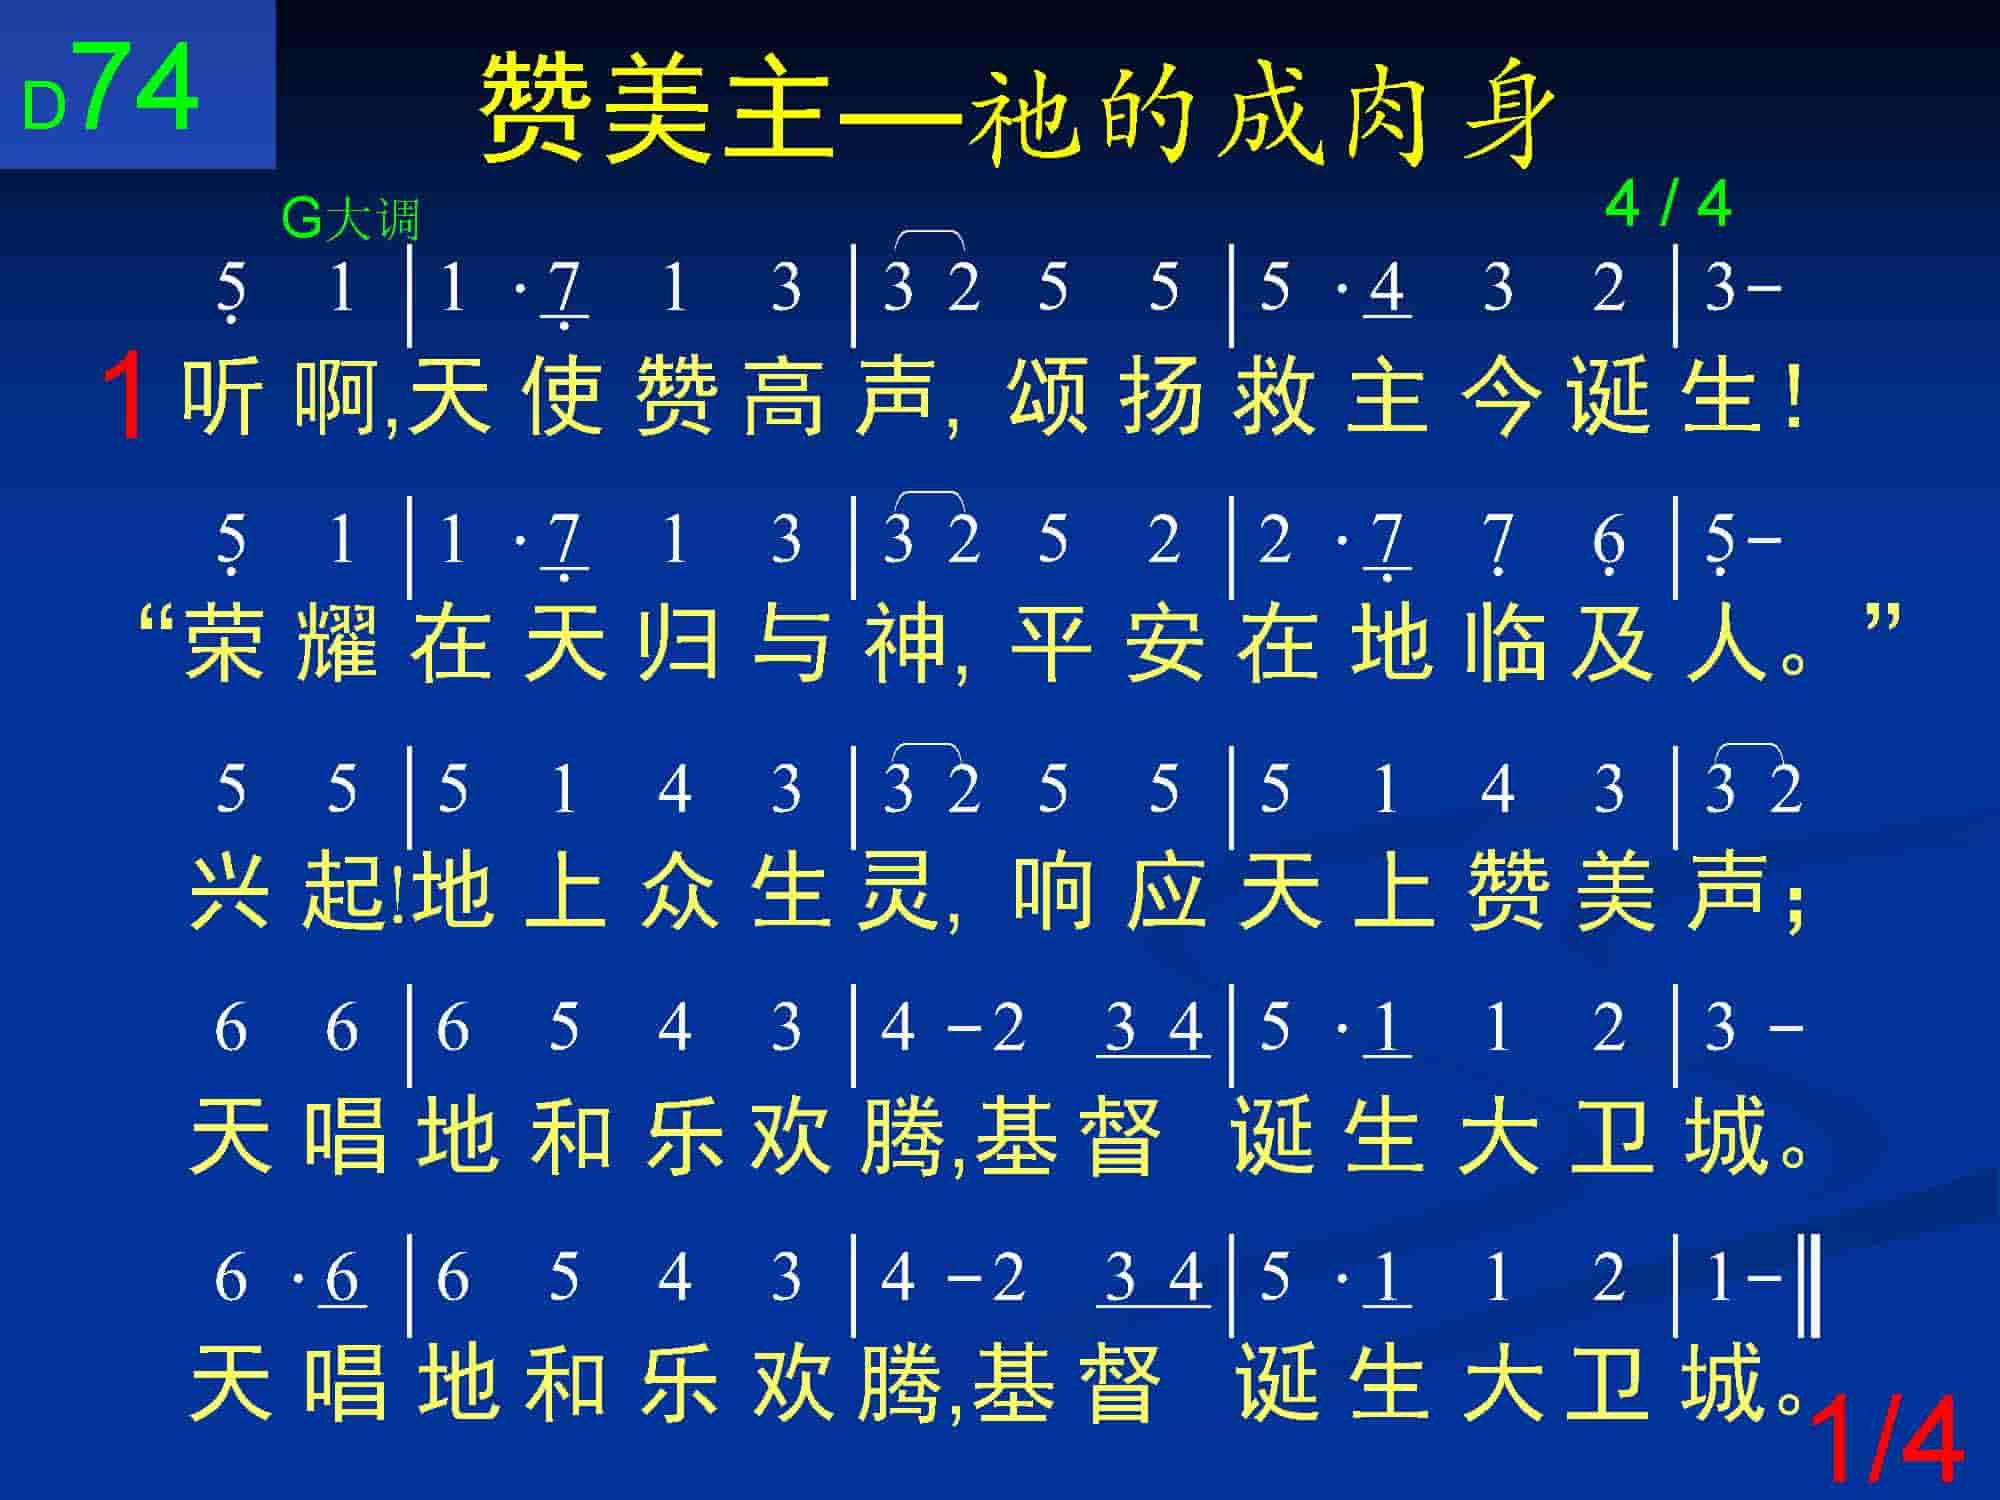 D74
赞美主—祂的成肉身
G大调 4 / 4
5̣ 1 | 1 · 7̣ 1 3 | 3 2 5 5 | 5 · 4 3 2 | 3 -
1 听啊,天使赞高声, 颂扬救主今诞生!
5̣ 1 | 1 · 7̣ 1 3 | 3 2 5 2 | 2 · 7̣ 7̣ 6̣ | 5̣ -
“荣耀在天归与神, 平安在地临及人。”
5 5 | 5 1 4 3 | 3 2 5 5 | 5 1 4 3 | 3 2
兴起!地上众生灵, 响应天上赞美声;
6 6 | 6 5 4 3 | 4 - 2 3 4 | 5 · 1 1 2 | 3 -
天唱地和乐欢腾,基督 诞生大卫城。
6 · 6 | 6 5 4 3 | 4 - 2 3 4 | 5 · 1 1 2 | 1 - ‖
天唱地和乐欢腾,基督 诞生大卫城。
1/4